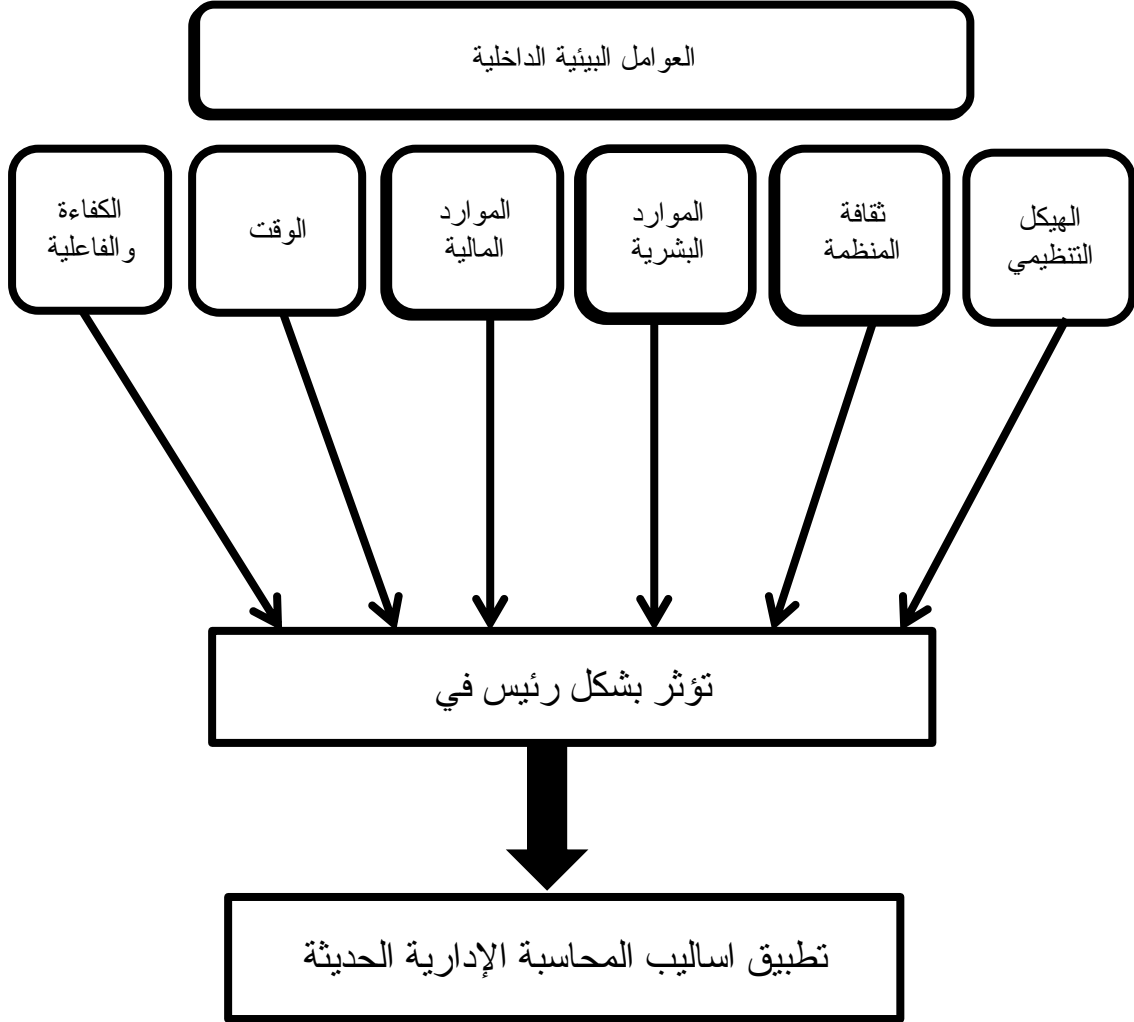 العوامل البيئية الداخلية
الهيكل
التنظيمي
ثقافة
المنظمة
الموارد
البشرية
الموارد
المالية
الوقت
الكفاءة
والفاعلية
تؤثر بشكل رئيس في
تطبيق اساليب المحاسبة الإدارية الحديثة